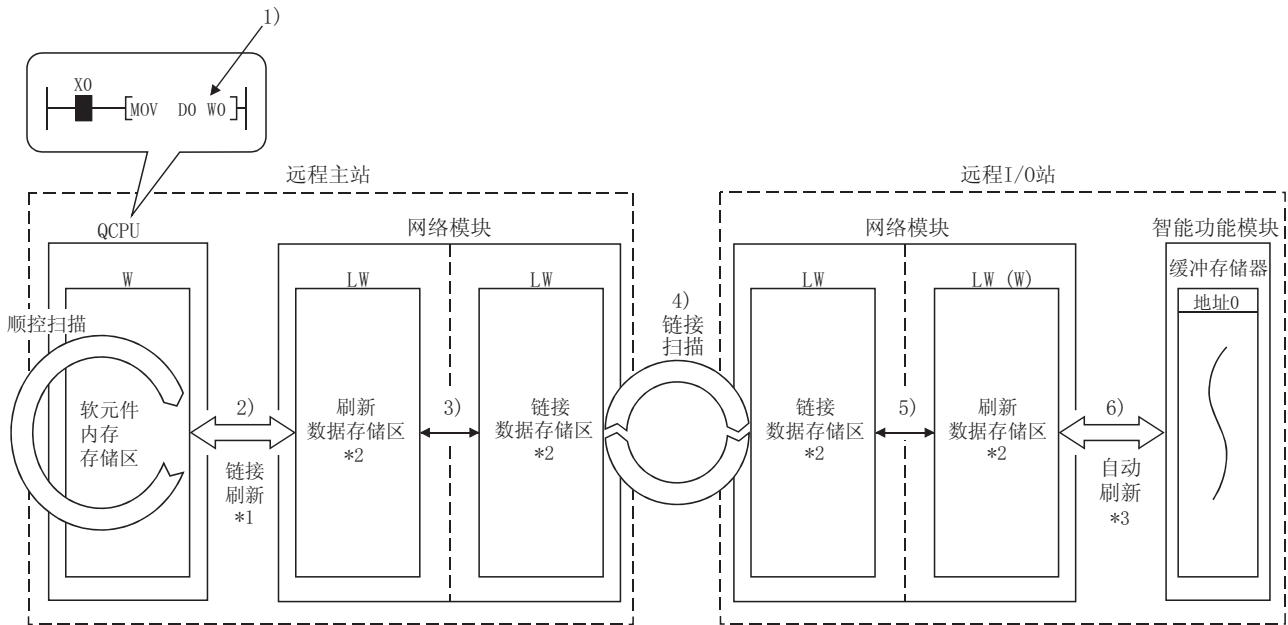 1)
X0
MOV D0 W0
远程主站
远程I/O站
QCPU
网络模块
网络模块
智能功能模块
W
LW
LW
LW
LW (W)
缓冲存储器
地址0
顺控扫描
4)
链接
扫描
软元件
内存
存储区
2)
链接
刷新
*1
刷新
数据存储区
*2
3)
链接
数据存储区
*2
链接
数据存储区
*2
5)
刷新
数据存储区
*2
6)
自动
刷新
*3